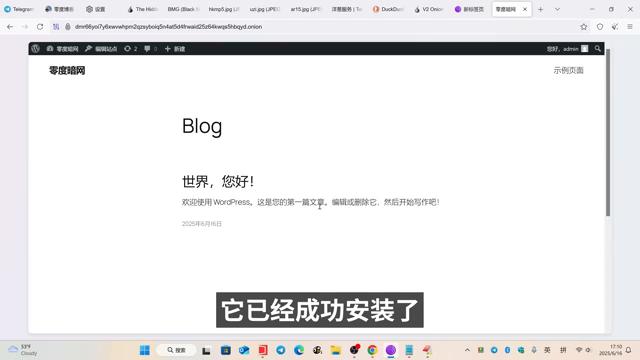 Telegram 零度博客 设置 The Hidd BMG (Black M hkmp5.jpg (J uzi.jpg (JPEG ar15.jpg (JPE 洋葱服务 | To DuckDuck V2 Onion 新标签页 零度暗网
零度暗网 编辑站点 2 0 新建 您好，admin
零度暗网 示例页面
Blog
世界，您好！
欢迎使用 WordPress。这是您的第一篇文章。编辑或删除它，然后开始写作吧！
2025年6月16日
它已经成功安装了
53°F
Cloudy
搜索
英 拼
17:10
2025/6/16